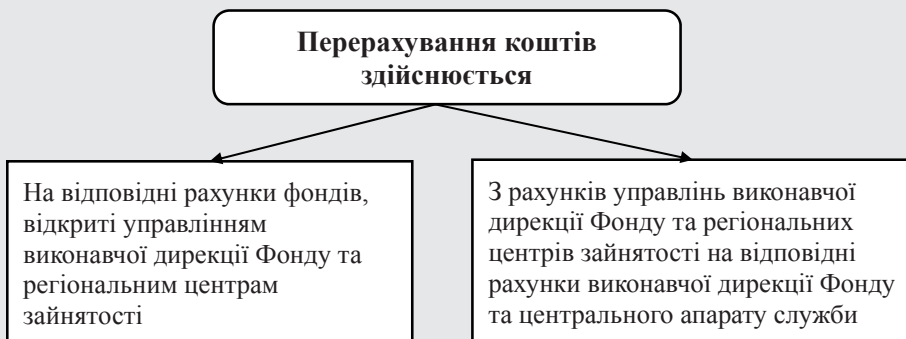 Перерахування коштів
здійснюється
На відповідні рахунки фондів,
відкриті управлінням
виконавчої дирекції Фонду та
регіональним центрам
зайнятості
З рахунків управлінь виконавчої
дирекції Фонду та регіональних
центрів зайнятості на відповідні
рахунки виконавчої дирекції Фонду
та центрального апарату служби